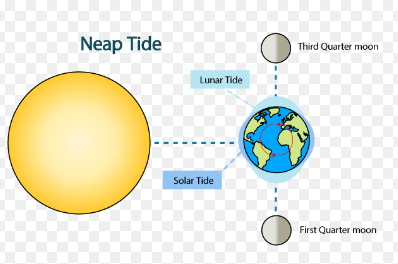 Neap Tide
Third Quarter moon
Lunar Tide
Solar Tide
First Quarter moon